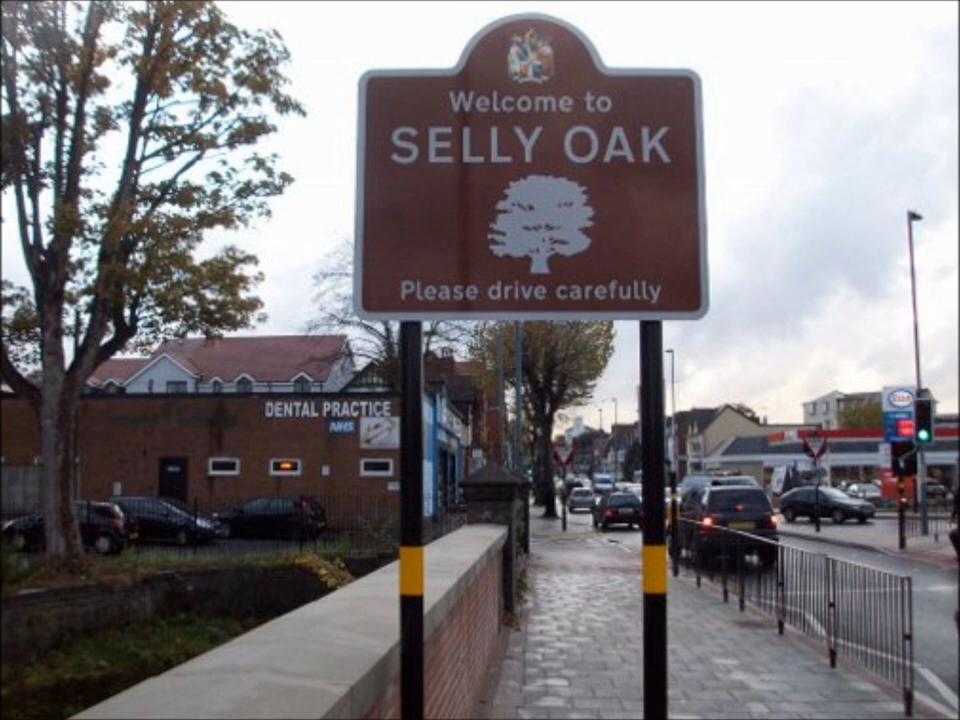 Welcome to
SELLY OAK
Please drive carefully
DENTAL PRACTICE
NHS
Esso